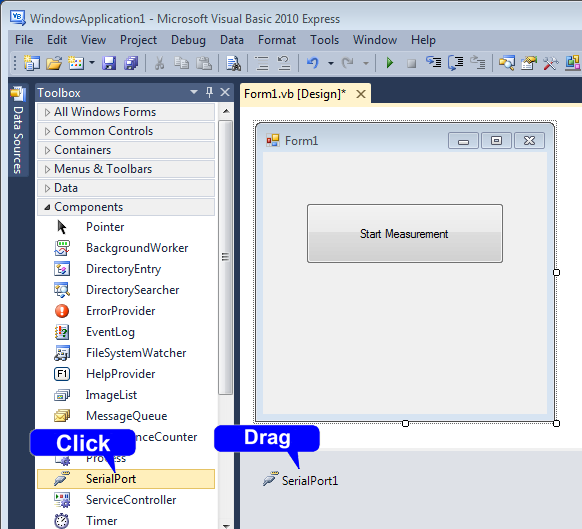 WindowsApplication1 - Microsoft Visual Basic 2010 Express
File Edit View Project Debug Data Format Tools Window Help
Data Sources
Toolbox
All Windows Forms
Common Controls
Containers
Menus & Toolbars
Data
Components
Pointer
BackgroundWorker
DirectoryEntry
DirectorySearcher
ErrorProvider
EventLog
FileSystemWatcher
HelpProvider
ImageList
MessageQueue
Click
Process
SerialPort
ServiceController
Timer
Form1.vb [Design]*
Form1
Start Measurement
Drag
SerialPort1